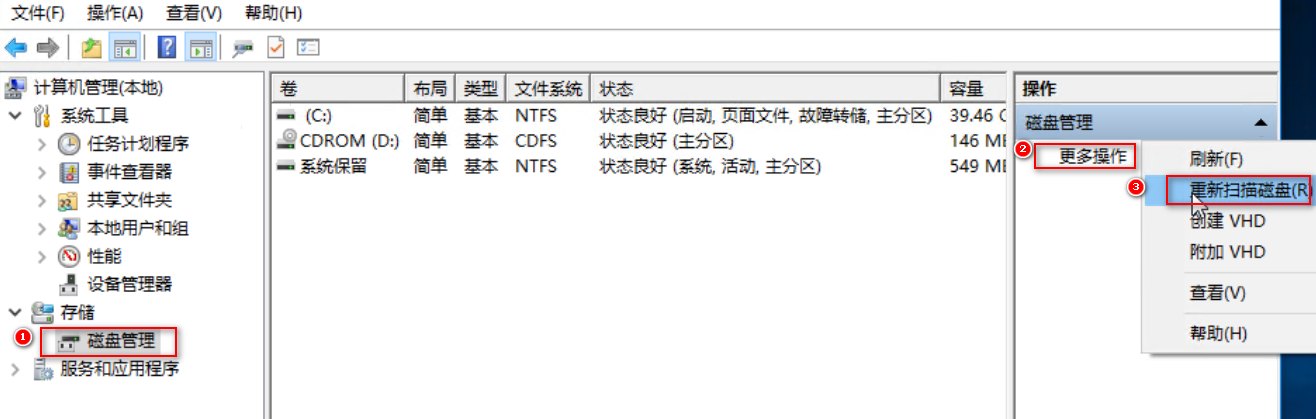 文件(F) 操作(A) 查看(V) 帮助(H)
计算机管理(本地)
系统工具
任务计划程序
事件查看器
共享文件夹
本地用户和组
性能
设备管理器
存储
1 磁盘管理
服务和应用程序
卷 布局 类型 文件系统 状态 容量
(C:) 简单 基本 NTFS 状态良好 (启动, 页面文件, 故障转储, 主分区) 39.46 G
CDROM (D:) 简单 基本 CDFS 状态良好 (主分区) 146 MB
系统保留 简单 基本 NTFS 状态良好 (系统, 活动, 主分区) 549 MB
操作
磁盘管理
2 更多操作
刷新(F)
3 重新扫描磁盘(R)
创建 VHD
附加 VHD
查看(V)
帮助(H)